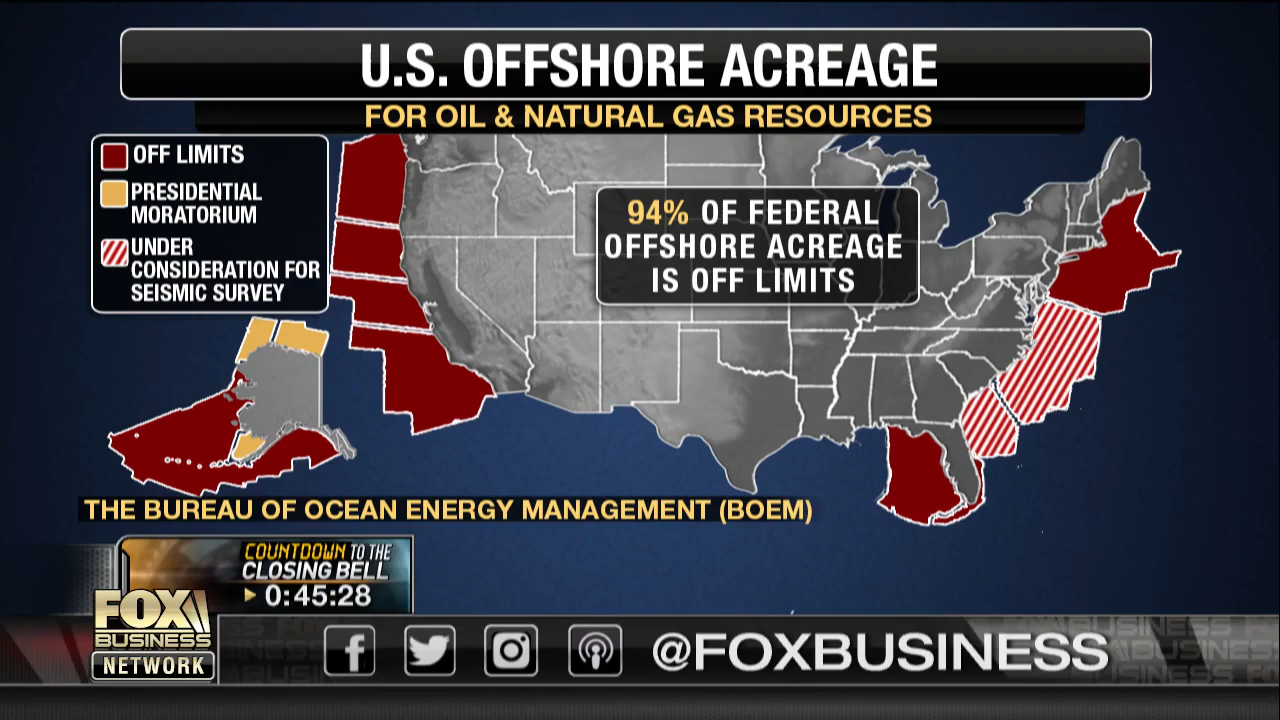 U.S. OFFSHORE ACREAGE
FOR OIL & NATURAL GAS RESOURCES
OFF LIMITS
PRESIDENTIAL
MORATORIUM
UNDER
CONSIDERATION FOR
SEISMIC SURVEY
94% OF FEDERAL
OFFSHORE ACREAGE
IS OFF LIMITS
THE BUREAU OF OCEAN ENERGY MANAGEMENT (BOEM)
COUNTDOWN TO THE
CLOSING BELL
0:45:28
FOX
BUSINESS
NETWORK
@FOXBUSINESS